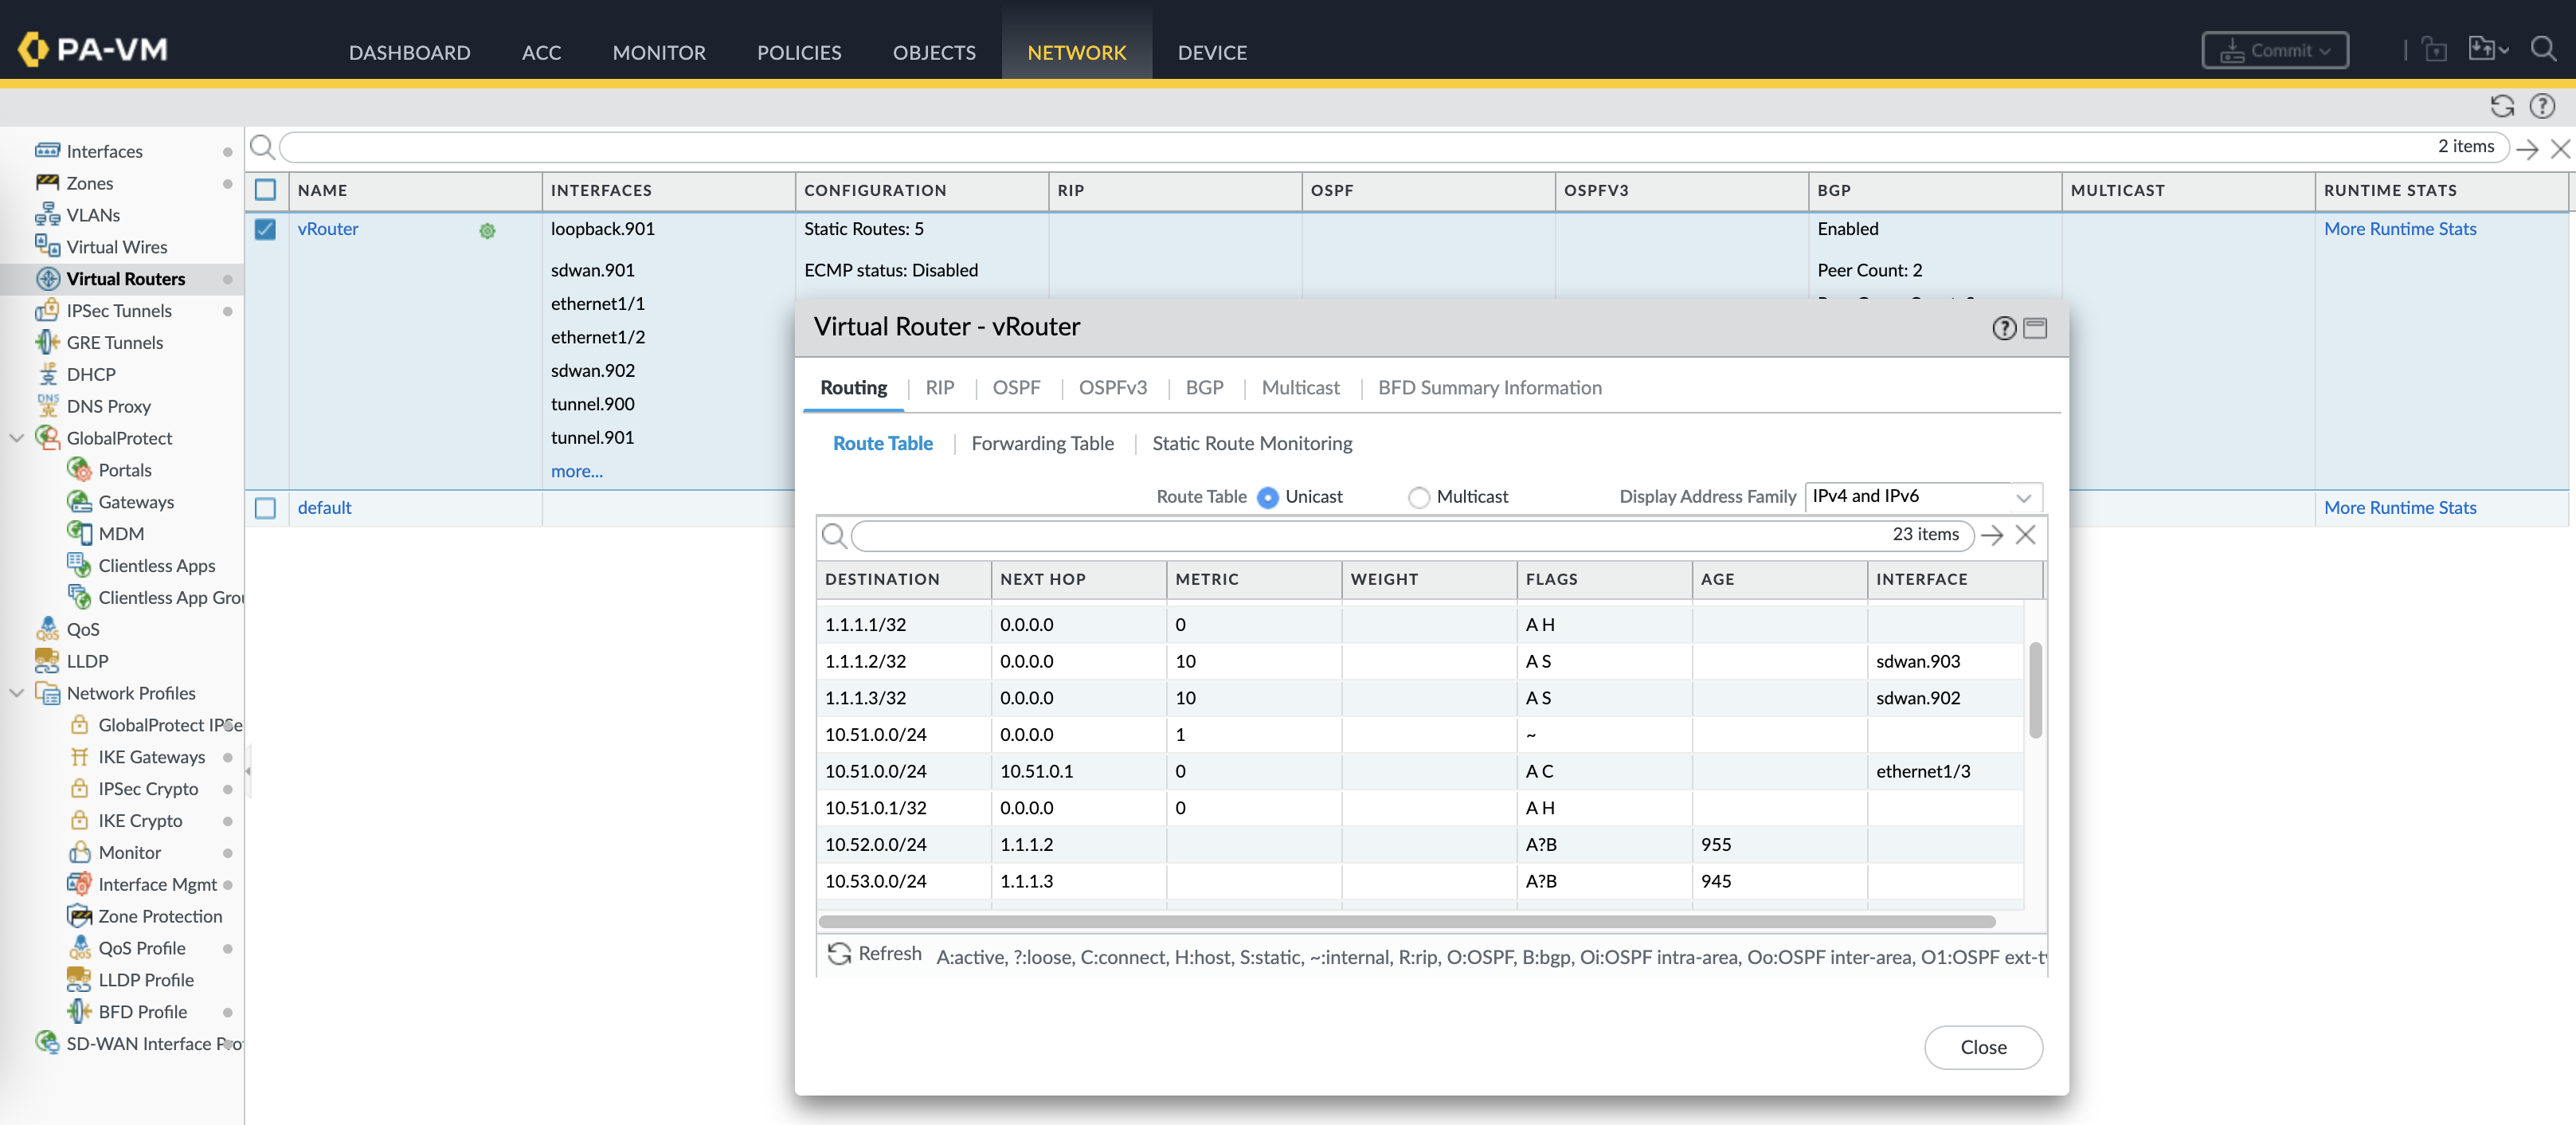 PA-VM
DASHBOARD ACC MONITOR POLICIES OBJECTS NETWORK DEVICE
Commit
Interfaces
Zones
VLANs
Virtual Wires
Virtual Routers
IPSec Tunnels
GRE Tunnels
DHCP
DNS Proxy
GlobalProtect
Portals
Gateways
MDM
Clientless Apps
Clientless App Grou
QoS
LLDP
Network Profiles
GlobalProtect IPSe
IKE Gateways
IPSec Crypto
IKE Crypto
Monitor
Interface Mgmt
Zone Protection
QoS Profile
LLDP Profile
BFD Profile
SD-WAN Interface Pro
2 items
NAME INTERFACES CONFIGURATION RIP OSPF OSPFV3 BGP MULTICAST RUNTIME STATS
vRouter loopback.901 Static Routes: 5 Enabled More Runtime Stats
sdwan.901 ECMP status: Disabled Peer Count: 2
ethernet1/1
ethernet1/2
sdwan.902
tunnel.900
tunnel.901
more...
default More Runtime Stats
Virtual Router - vRouter
Routing RIP OSPF OSPFv3 BGP Multicast BFD Summary Information
Route Table Forwarding Table Static Route Monitoring
Route Table Unicast Multicast Display Address Family IPv4 and IPv6
23 items
DESTINATION NEXT HOP METRIC WEIGHT FLAGS AGE INTERFACE
1.1.1.1/32 0.0.0.0 0 A H
1.1.1.2/32 0.0.0.0 10 A S sdwan.903
1.1.1.3/32 0.0.0.0 10 A S sdwan.902
10.51.0.0/24 0.0.0.0 1 ~
10.51.0.0/24 10.51.0.1 0 A C ethernet1/3
10.51.0.1/32 0.0.0.0 0 A H
10.52.0.0/24 1.1.1.2 A?B 955
10.53.0.0/24 1.1.1.3 A?B 945
Refresh A:active, ?:loose, C:connect, H:host, S:static, ~:internal, R:rip, O:OSPF, B:bgp, Oi:OSPF intra-area, Oo:OSPF inter-area, O1:OSPF ext-t
Close